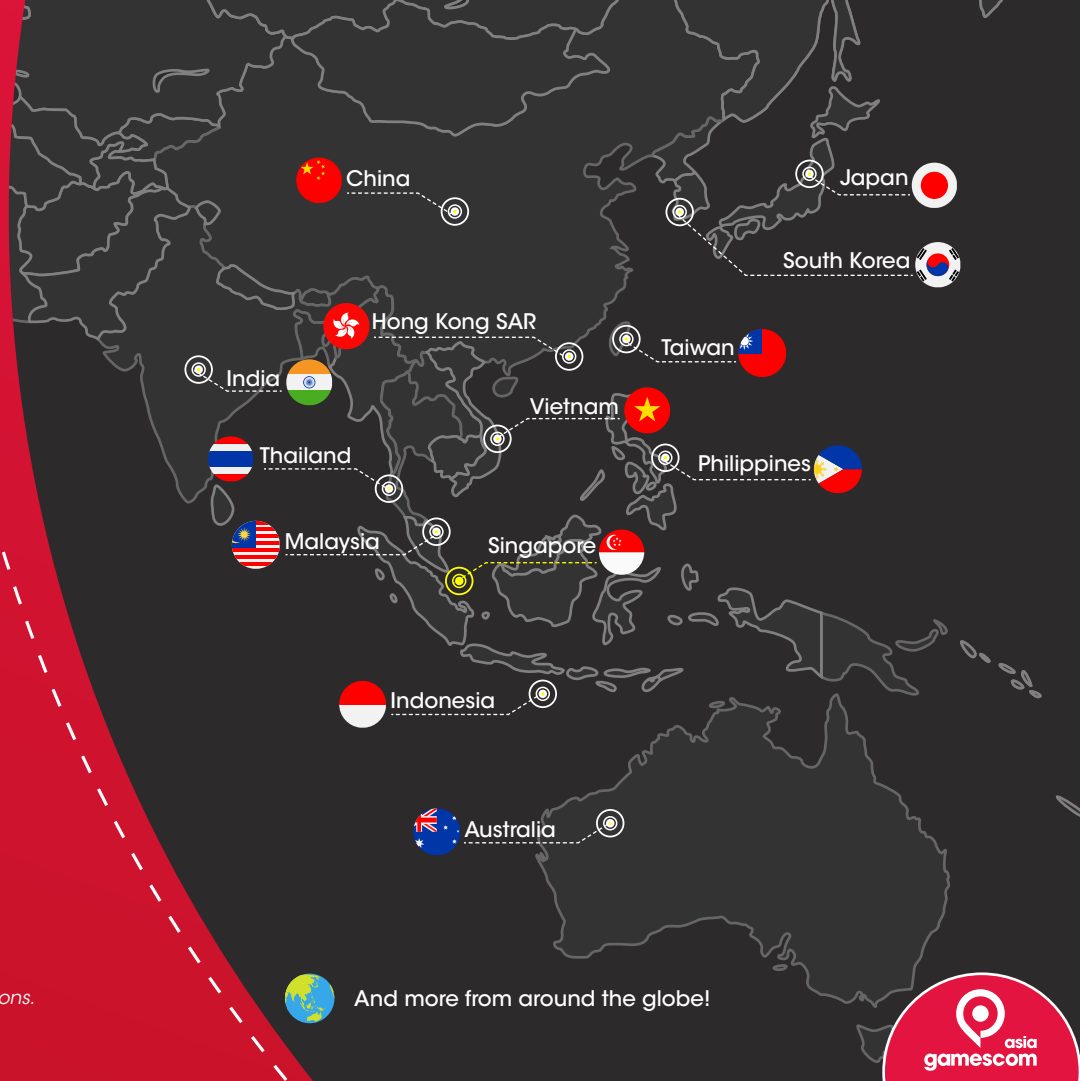 China
Japan
South Korea
Hong Kong SAR
Taiwan
India
Vietnam
Thailand
Philippines
Malaysia
Singapore
Indonesia
Australia
ons.
And more from around the globe!
asia
gamescom